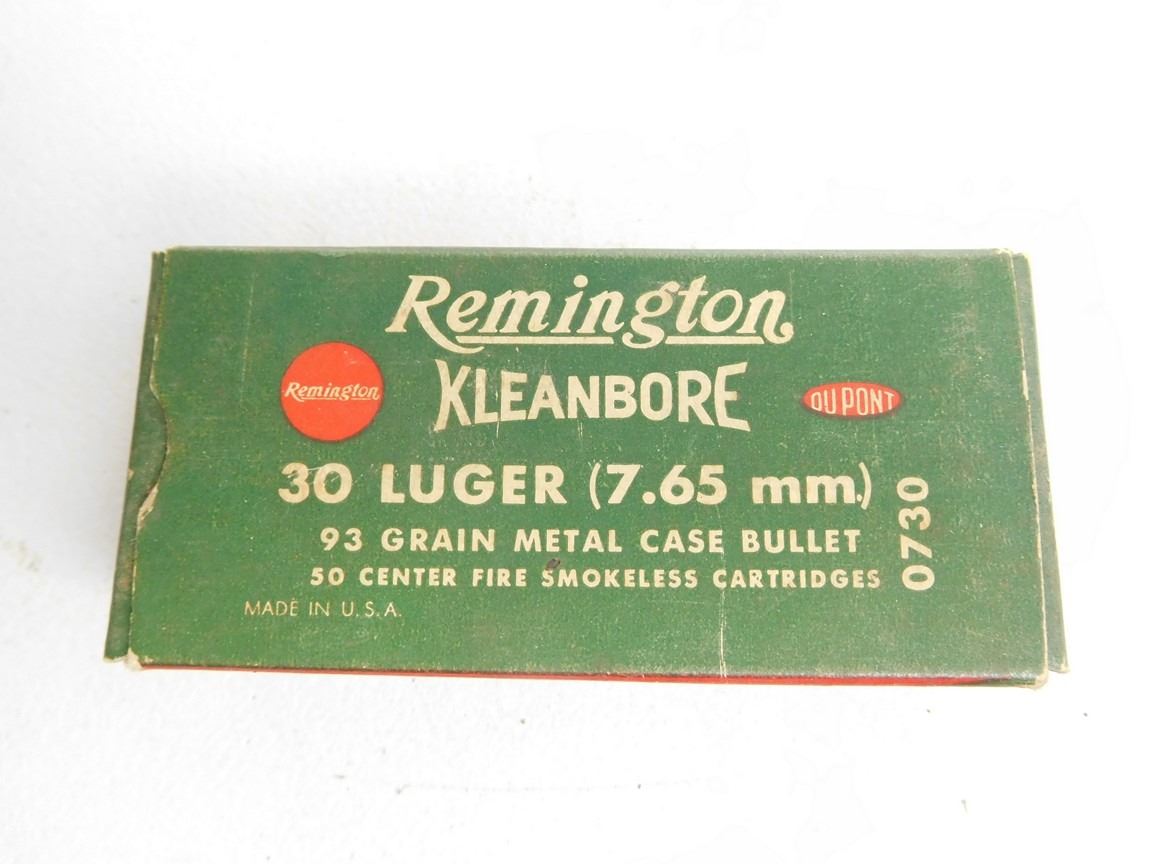 Remington
KLEANBORE
Remington
DU PONT
30 LUGER (7.65 mm.)
93 GRAIN METAL CASE BULLET
50 CENTER FIRE SMOKELESS CARTRIDGES
0730
MADE IN U.S.A.